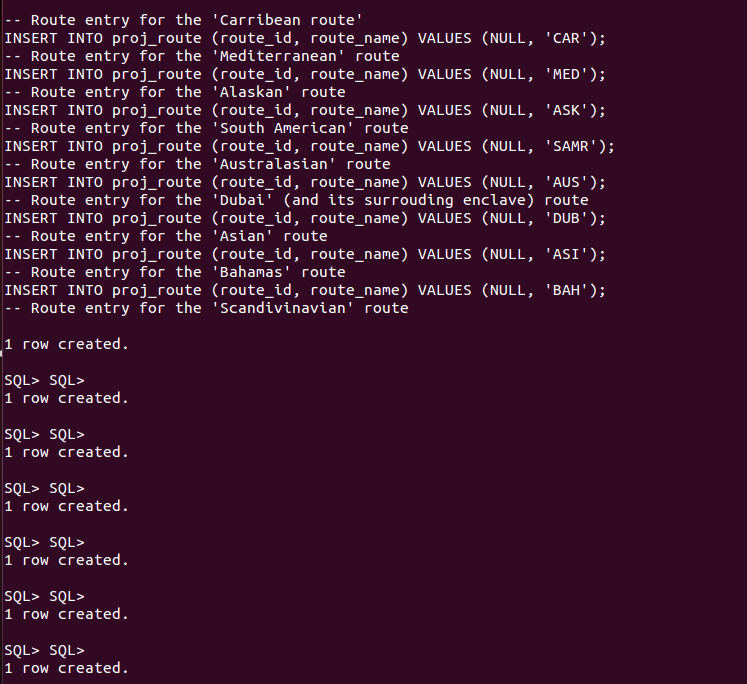 -- Route entry for the 'Carribean route'
INSERT INTO proj_route (route_id, route_name) VALUES (NULL, 'CAR');
-- Route entry for the 'Mediterranean' route
INSERT INTO proj_route (route_id, route_name) VALUES (NULL, 'MED');
-- Route entry for the 'Alaskan' route
INSERT INTO proj_route (route_id, route_name) VALUES (NULL, 'ASK');
-- Route entry for the 'South American' route
INSERT INTO proj_route (route_id, route_name) VALUES (NULL, 'SAMR');
-- Route entry for the 'Australasian' route
INSERT INTO proj_route (route_id, route_name) VALUES (NULL, 'AUS');
-- Route entry for the 'Dubai' (and its surrouding enclave) route
INSERT INTO proj_route (route_id, route_name) VALUES (NULL, 'DUB');
-- Route entry for the 'Asian' route
INSERT INTO proj_route (route_id, route_name) VALUES (NULL, 'ASI');
-- Route entry for the 'Bahamas' route
INSERT INTO proj_route (route_id, route_name) VALUES (NULL, 'BAH');
-- Route entry for the 'Scandivinavian' route
1 row created.
SQL> SQL>
1 row created.
SQL> SQL>
1 row created.
SQL> SQL>
1 row created.
SQL> SQL>
1 row created.
SQL> SQL>
1 row created.
SQL> SQL>
1 row created.